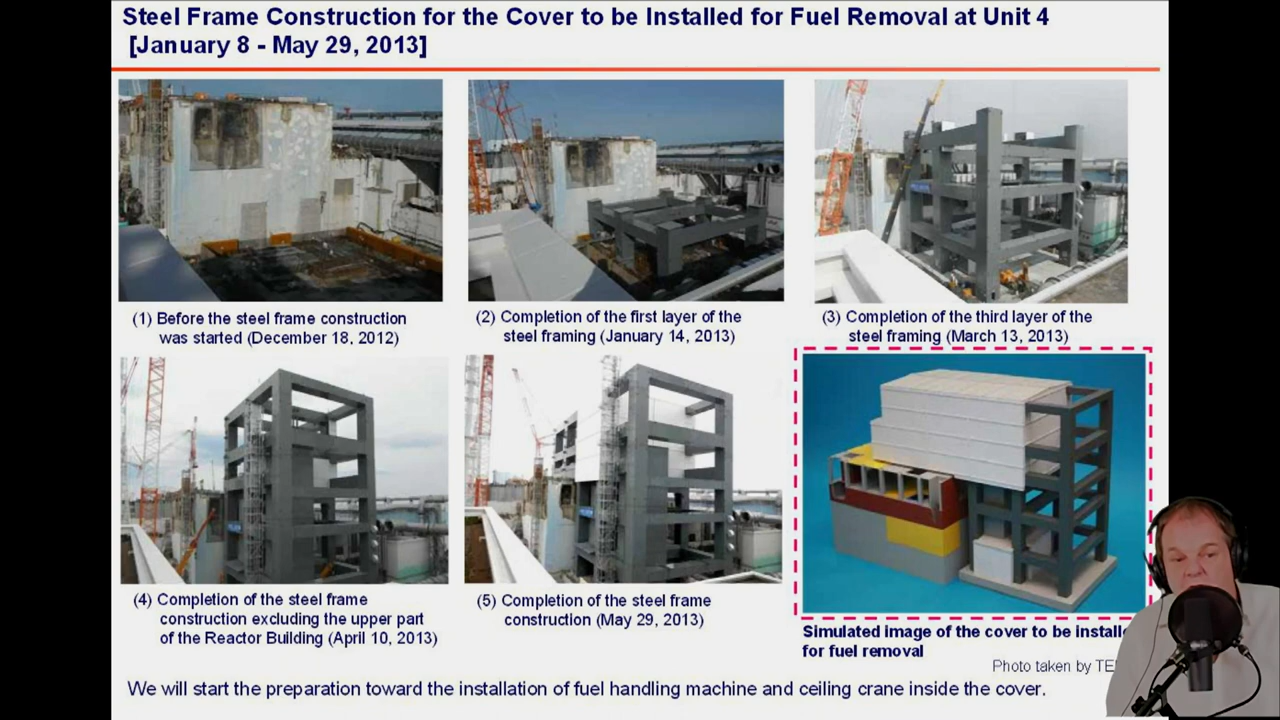 Steel Frame Construction for the Cover to be Installed for Fuel Removal at Unit 4
[January 8 - May 29, 2013]
(1) Before the steel frame construction
was started (December 18, 2012)
(2) Completion of the first layer of the
steel framing (January 14, 2013)
(3) Completion of the third layer of the
steel framing (March 13, 2013)
(4) Completion of the steel frame
construction excluding the upper part
of the Reactor Building (April 10, 2013)
(5) Completion of the steel frame
construction (May 29, 2013)
Simulated image of the cover to be
for fuel removal
Photo taken by
We will start the preparation toward the installation of fuel handling machine and ceiling crane inside the cover.